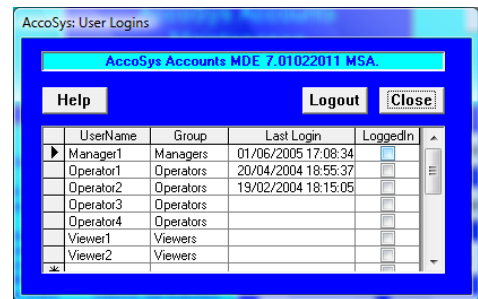 AccoSys: User Logins
AccoSys Accounts MDE 7.01022011 MSA.
Help Logout Close
UserName Group Last Login LoggedIn
Manager1 Managers 01/06/2005 17:08:34
Operator1 Operators 20/04/2004 18:55:37
Operator2 Operators 19/02/2004 18:15:05
Operator3 Operators
Operator4 Operators
Viewer1 Viewers
Viewer2 Viewers